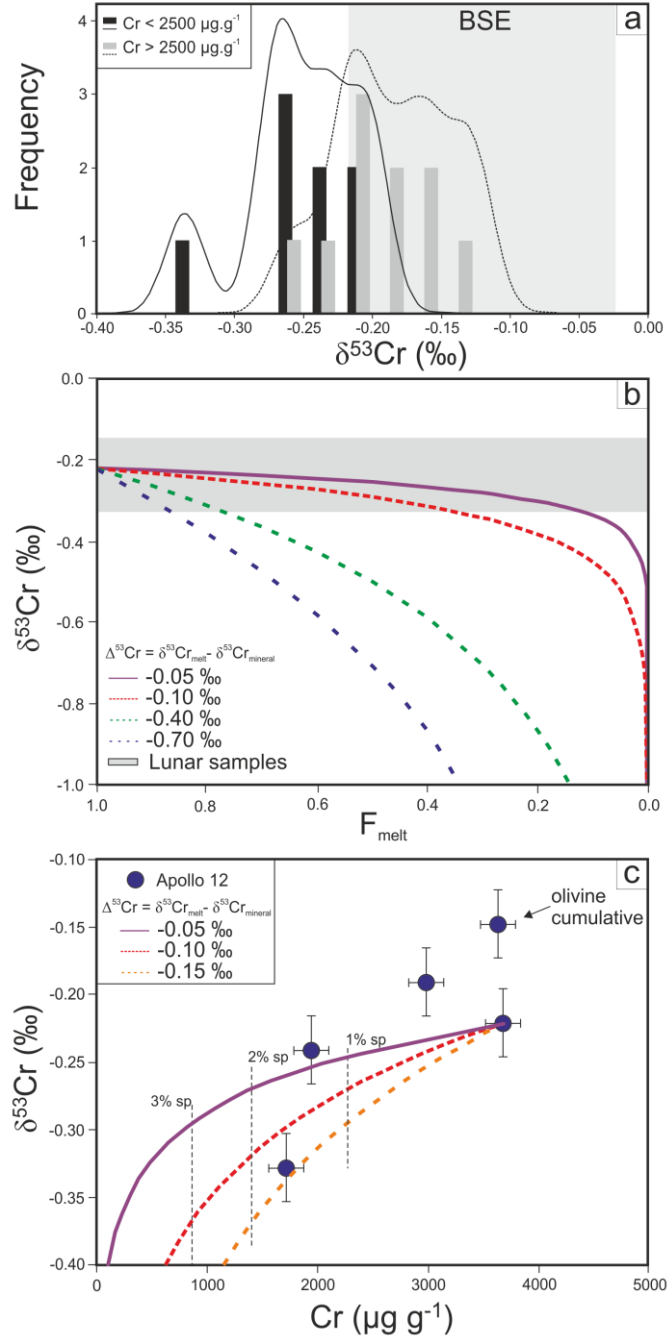 a
BSE
Cr < 2500 µg.g⁻¹
Cr > 2500 µg.g⁻¹
Frequency
4
3
2
1
0
-0.40 -0.35 -0.30 -0.25 -0.20 -0.15 -0.10 -0.05 0.00
δ⁵³Cr (‰)
b
0.0
-0.2
-0.4
-0.6
-0.8
-1.0
δ⁵³Cr (‰)
Δ⁵³Cr = δ⁵³Cr_melt- δ⁵³Cr_mineral
-0.05 ‰
-0.10 ‰
-0.40 ‰
-0.70 ‰
Lunar samples
1.0 0.8 0.6 0.4 0.2 0.0
F_melt
c
-0.10
-0.15
-0.20
-0.25
-0.30
-0.35
-0.40
δ⁵³Cr (‰)
Apollo 12
Δ⁵³Cr = δ⁵³Cr_melt- δ⁵³Cr_mineral
-0.05 ‰
-0.10 ‰
-0.15 ‰
olivine
cumulative
1% sp
2% sp
3% sp
0 1000 2000 3000 4000 5000
Cr (µg g⁻¹)